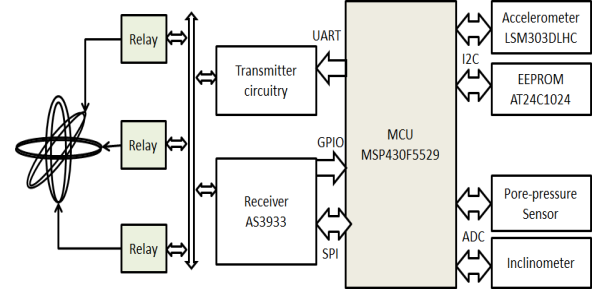 Relay
UART
Transmitter
circuitry
Relay
Receiver
AS3933
GPIO
SPI
Relay
MCU
MSP430F5529
Accelerometer
LSM303DLHC
I2C
EEPROM
AT24C1024
Pore-pressure
Sensor
ADC
Inclinometer